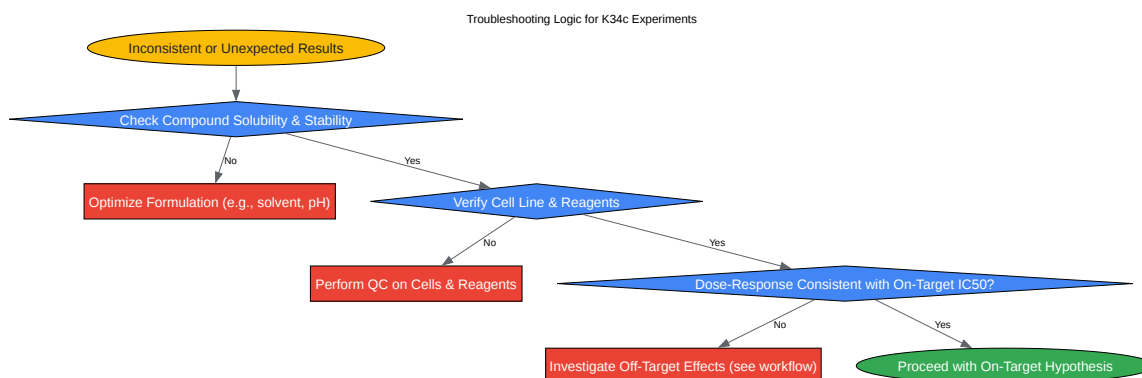 Troubleshooting Logic for K34c Experiments
Inconsistent or Unexpected Results
Check Compound Solubility & Stability
No
Yes
Optimize Formulation (e.g., solvent, pH)
Verify Cell Line & Reagents
No
Yes
Perform QC on Cells & Reagents
Dose-Response Consistent with On-Target IC50?
No
Yes
Investigate Off-Target Effects (see workflow)
Proceed with On-Target Hypothesis